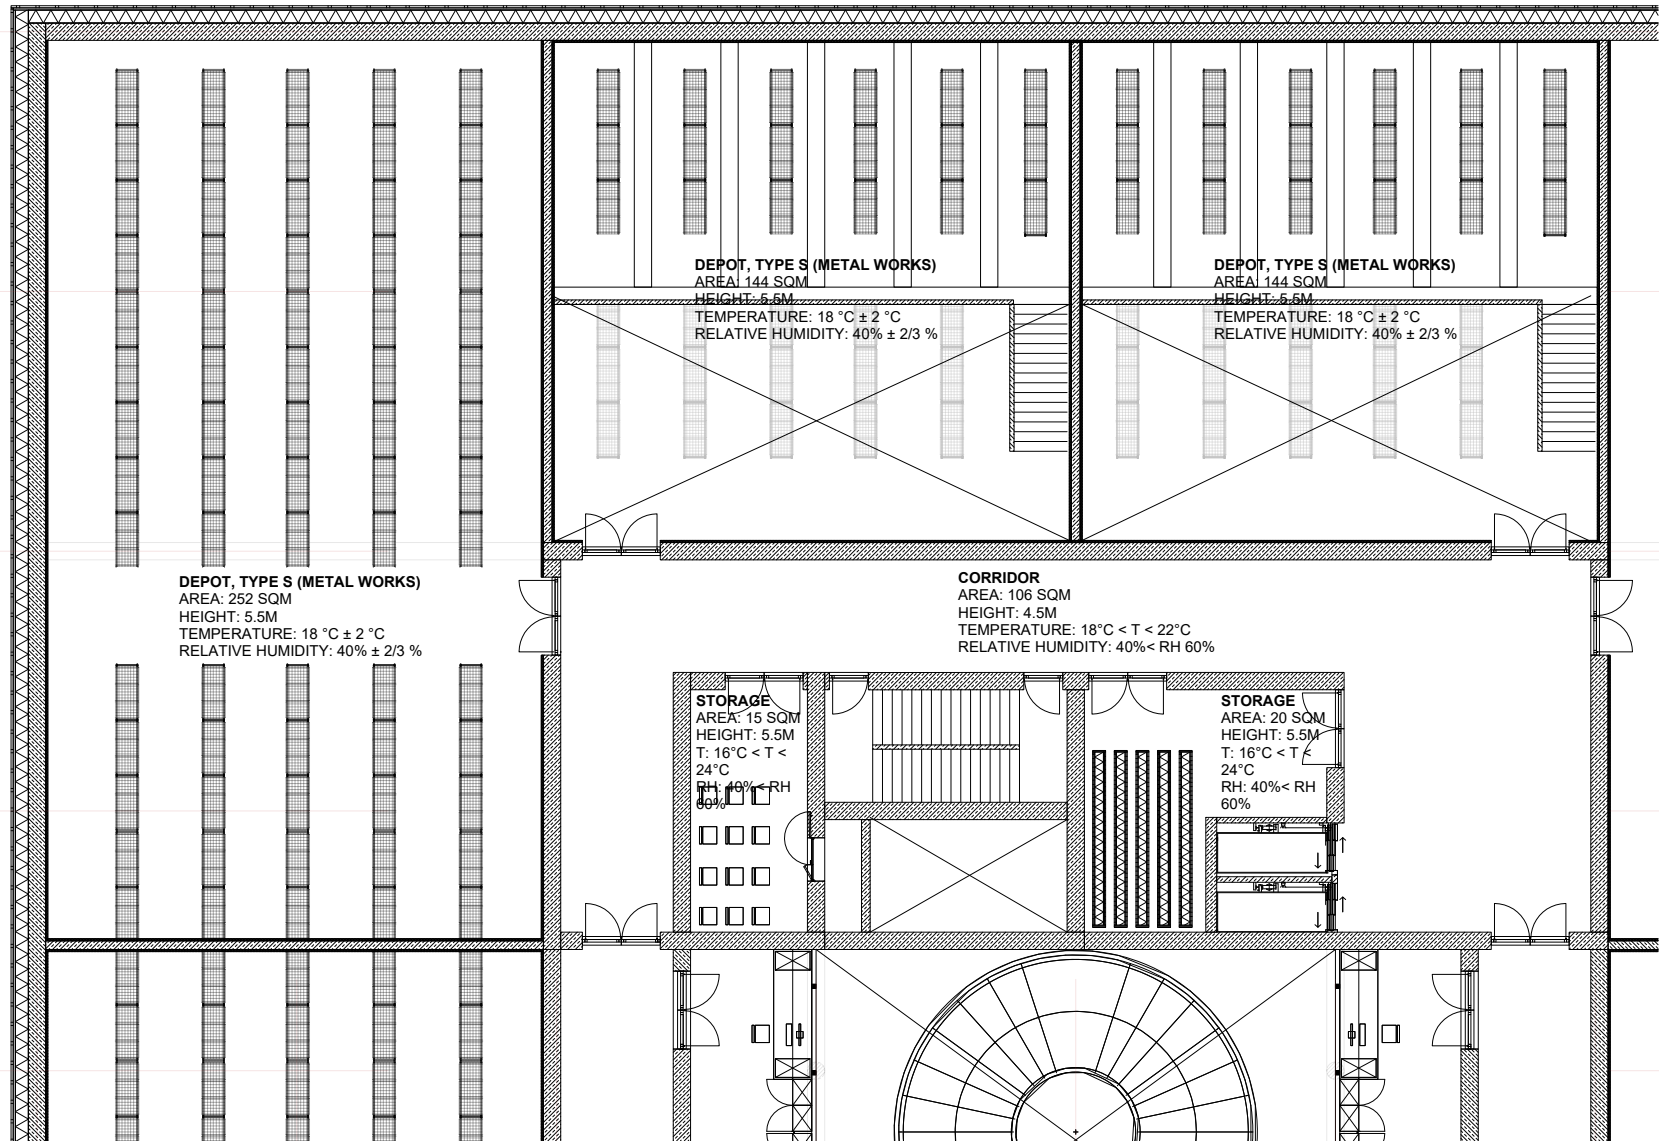 DEPOT, TYPE S (METAL WORKS)
AREA: 144 SQM
HEIGHT: 5.5M
TEMPERATURE: 18 °C ± 2 °C
RELATIVE HUMIDITY: 40% ± 2/3 %
DEPOT, TYPE S (METAL WORKS)
AREA: 144 SQM
HEIGHT: 5.5M
TEMPERATURE: 18 °C ± 2 °C
RELATIVE HUMIDITY: 40% ± 2/3 %
DEPOT, TYPE S (METAL WORKS)
AREA: 252 SQM
HEIGHT: 5.5M
TEMPERATURE: 18 °C ± 2 °C
RELATIVE HUMIDITY: 40% ± 2/3 %
CORRIDOR
AREA: 106 SQM
HEIGHT: 4.5M
TEMPERATURE: 18°C < T < 22°C
RELATIVE HUMIDITY: 40%< RH 60%
STORAGE
AREA: 15 SQM
HEIGHT: 5.5M
T: 16°C < T <
24°C
RH: 40%< RH
60%
STORAGE
AREA: 20 SQM
HEIGHT: 5.5M
T: 16°C < T <
24°C
RH: 40%< RH
60%